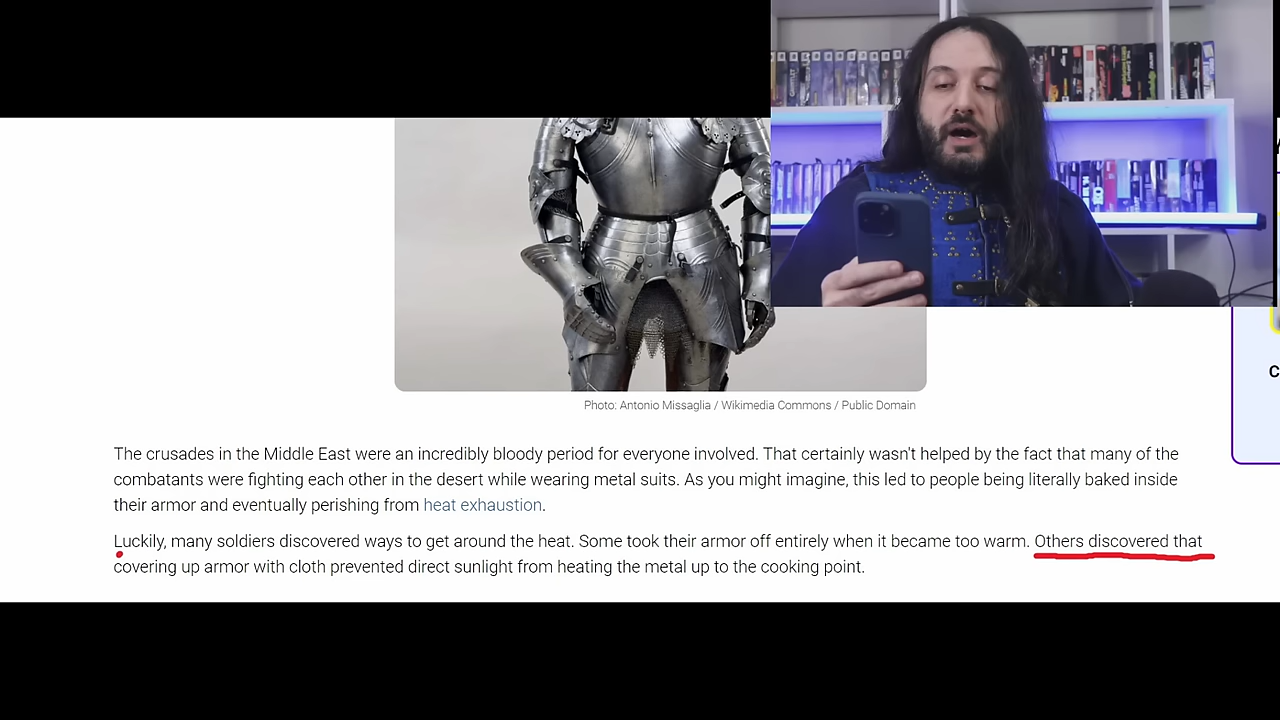 Photo: Antonio Missaglia / Wikimedia Commons / Public Domain
The crusades in the Middle East were an incredibly bloody period for everyone involved. That certainly wasn't helped by the fact that many of the
combatants were fighting each other in the desert while wearing metal suits. As you might imagine, this led to people being literally baked inside
their armor and eventually perishing from heat exhaustion.
Luckily, many soldiers discovered ways to get around the heat. Some took their armor off entirely when it became too warm. Others discovered that
covering up armor with cloth prevented direct sunlight from heating the metal up to the cooking point.